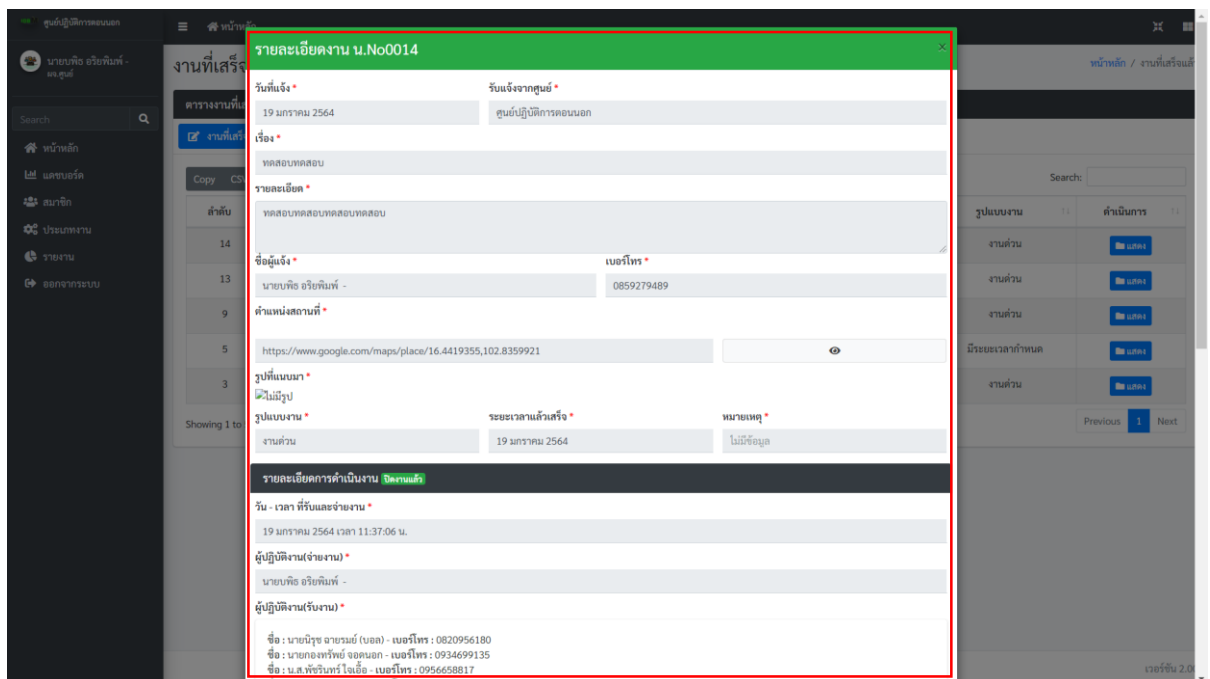 ศูนย์ปฏิบัติการตอนนอก
หน้าหลัก
นายบพิธ อริยพิมพ์ -
ผจ.ศูนย์
Search
หน้าหลัก
แดชบอร์ด
สมาชิก
ประเภทงาน
รายงาน
ออกจากระบบ
งานที่เสร็จ
หน้าหลัก / งานที่เสร็จแล้ว
ตารางงานที่เส
งานที่เสร็จ
Copy CSV
Search:
ลำดับ รูปแบบงาน ดำเนินการ
14 งานด่วน แสดง
13 งานด่วน แสดง
9 งานด่วน แสดง
5 มีระยะเวลากำหนด แสดง
3 งานด่วน แสดง
Showing 1 to
Previous 1 Next
รายละเอียดงาน น.No0014 ×
วันที่แจ้ง * รับแจ้งจากศูนย์ *
19 มกราคม 2564 ศูนย์ปฏิบัติการตอนนอก
เรื่อง *
ทดสอบทดสอบ
รายละเอียด *
ทดสอบทดสอบทดสอบทดสอบ
ชื่อผู้แจ้ง * เบอร์โทร *
นายบพิธ อริยพิมพ์ - 0859279489
ตำแหน่งสถานที่ *
https://www.google.com/maps/place/16.4419355,102.8359921
รูปที่แนบมา *
ไม่มีรูป
รูปแบบงาน * ระยะเวลาแล้วเสร็จ * หมายเหตุ *
งานด่วน 19 มกราคม 2564 ไม่มีข้อมูล
รายละเอียดการดำเนินงาน ปิดงานแล้ว
วัน - เวลา ที่รับและจ่ายงาน *
19 มกราคม 2564 เวลา 11:37:06 น.
ผู้ปฏิบัติงาน(จ่ายงาน) *
นายบพิธ อริยพิมพ์ -
ผู้ปฏิบัติงาน(รับงาน) *
ชื่อ : นายนิรุช ฉายรมย์ (บอล) - เบอร์โทร : 0820956180
ชื่อ : นายกองทรัพย์ จอดนอก - เบอร์โทร : 0934699135
ชื่อ : น.ส.พัชรินทร์ ใจเอื้อ - เบอร์โทร : 0956658817
เวอร์ชัน 2.0